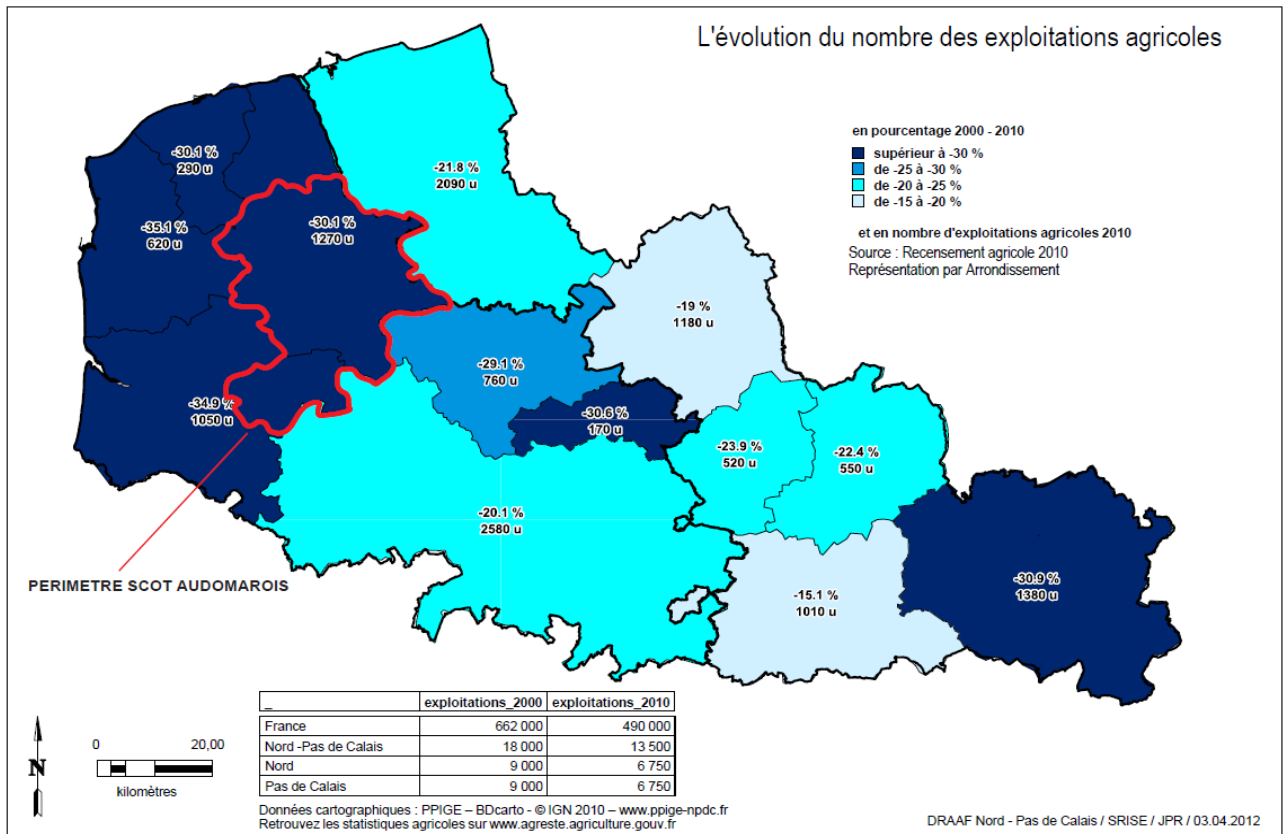 L'évolution du nombre des exploitations agricoles
en pourcentage 2000 - 2010
supérieur à -30 %
de -25 à -30 %
de -20 à -25 %
de -15 à -20 %
et en nombre d'exploitations agricoles 2010
Source : Recensement agricole 2010
Représentation par Arrondissement
-30.1 %
290 u
-21.8 %
2090 u
-35.1 %
620 u
-30.1 %
1270 u
-19 %
1180 u
-29.1 %
760 u
-34.9 %
1050 u
-30.6 %
170 u
-23.9 %
520 u
-22.4 %
550 u
-20.1 %
2580 u
-30.9 %
1380 u
-15.1 %
1010 u
PERIMETRE SCOT AUDOMAROIS
_ exploitations_2000 exploitations_2010
France 662 000 490 000
Nord -Pas de Calais 18 000 13 500
Nord 9 000 6 750
Pas de Calais 9 000 6 750
N
0 20,00
kilomètres
Données cartographiques : PPIGE – BDcarto - © IGN 2010 – www.ppige-npdc.fr
Retrouvez les statistiques agricoles sur www.agreste.agriculture.gouv.fr
DRAAF Nord - Pas de Calais / SRISE / JPR / 03.04.2012